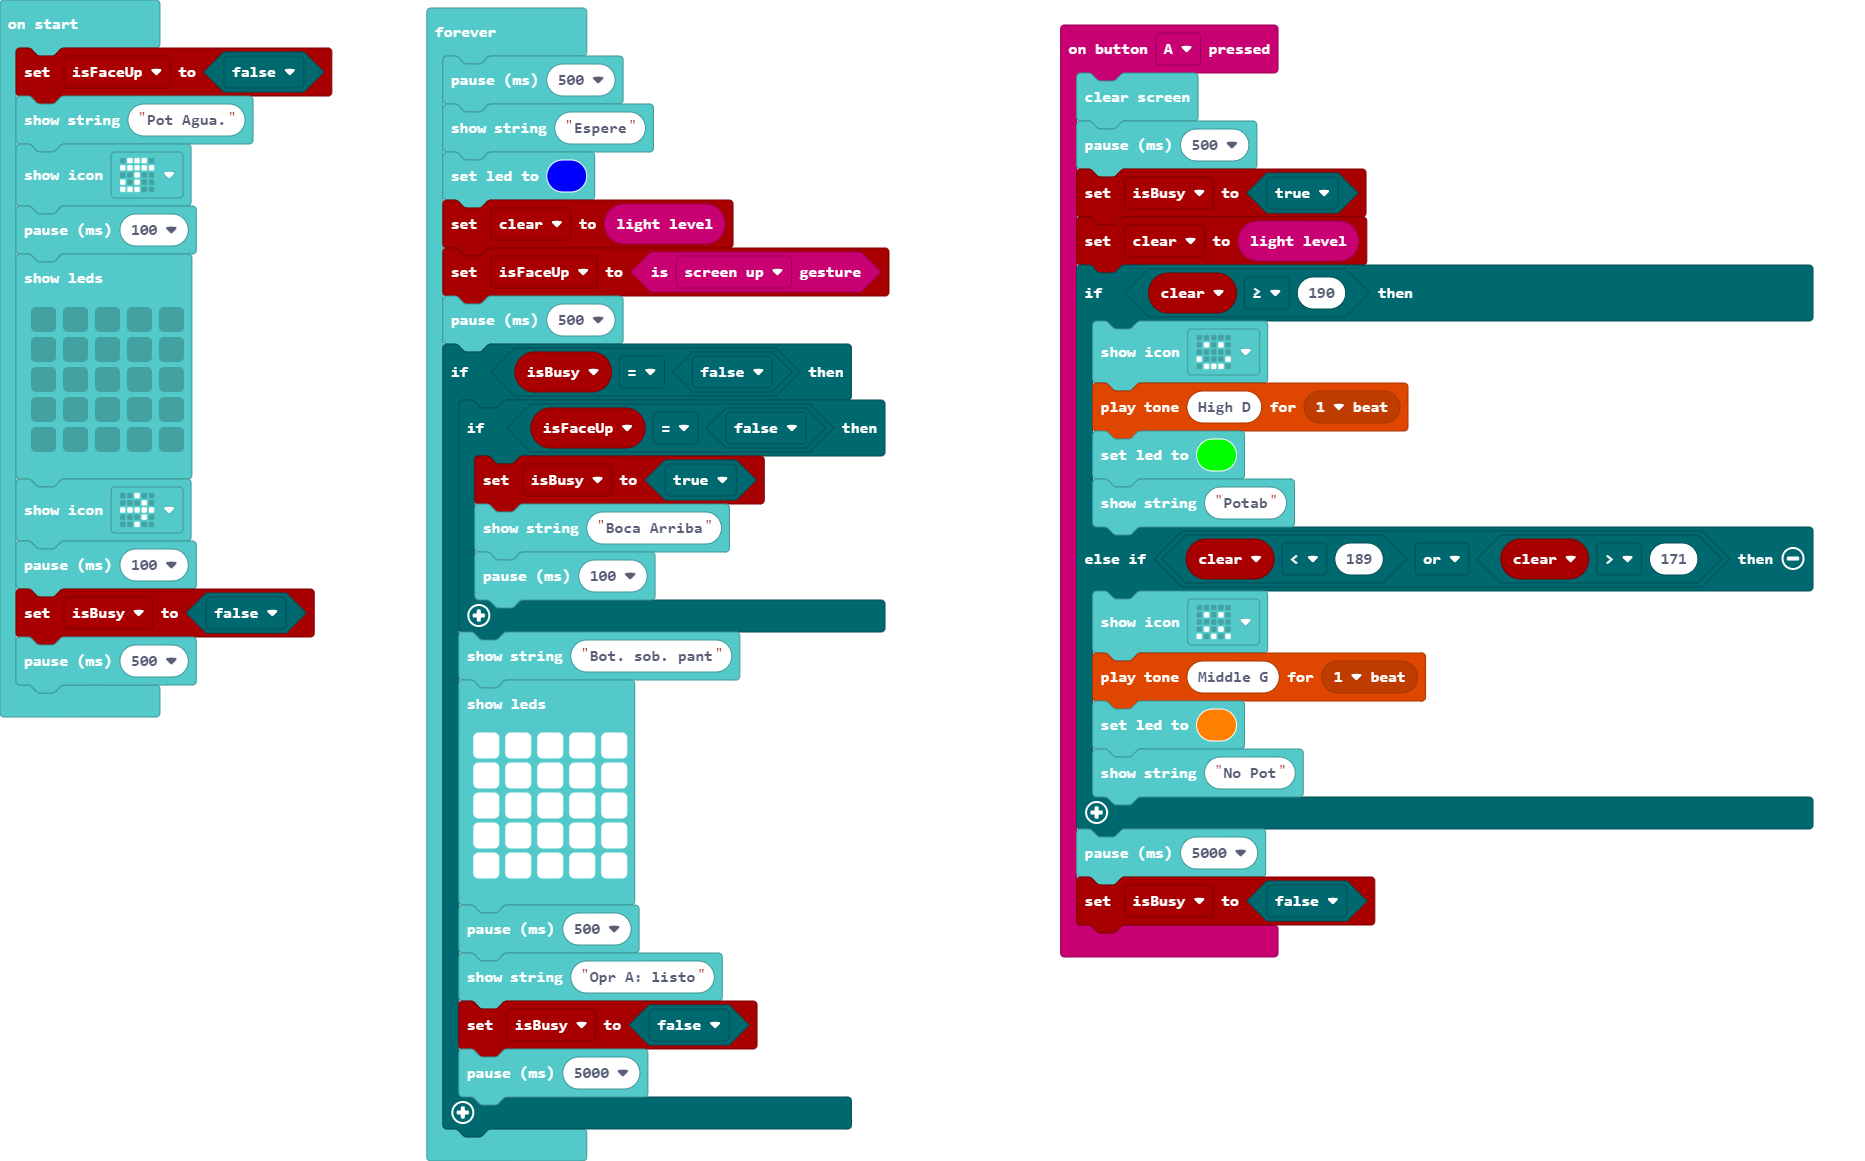 on start
set isFaceUp to false
show string "Pot Agua."
show icon
pause (ms) 100
show leds
show icon
pause (ms) 100
set isBusy to false
pause (ms) 500
forever
pause (ms) 500
show string "Espere"
set led to
set clear to light level
set isFaceUp to is screen up gesture
pause (ms) 500
if isBusy = false then
if isFaceUp = false then
set isBusy to true
show string "Boca Arriba"
pause (ms) 100
show string "Bot. sob. pant"
show leds
pause (ms) 500
show string "Opr A: listo"
set isBusy to false
pause (ms) 5000
on button A pressed
clear screen
pause (ms) 500
set isBusy to true
set clear to light level
if clear ≥ 190 then
show icon
play tone High D for 1 beat
set led to
show string "Potab"
else if clear < 189 or clear > 171 then
show icon
play tone Middle G for 1 beat
set led to
show string "No Pot"
pause (ms) 5000
set isBusy to false